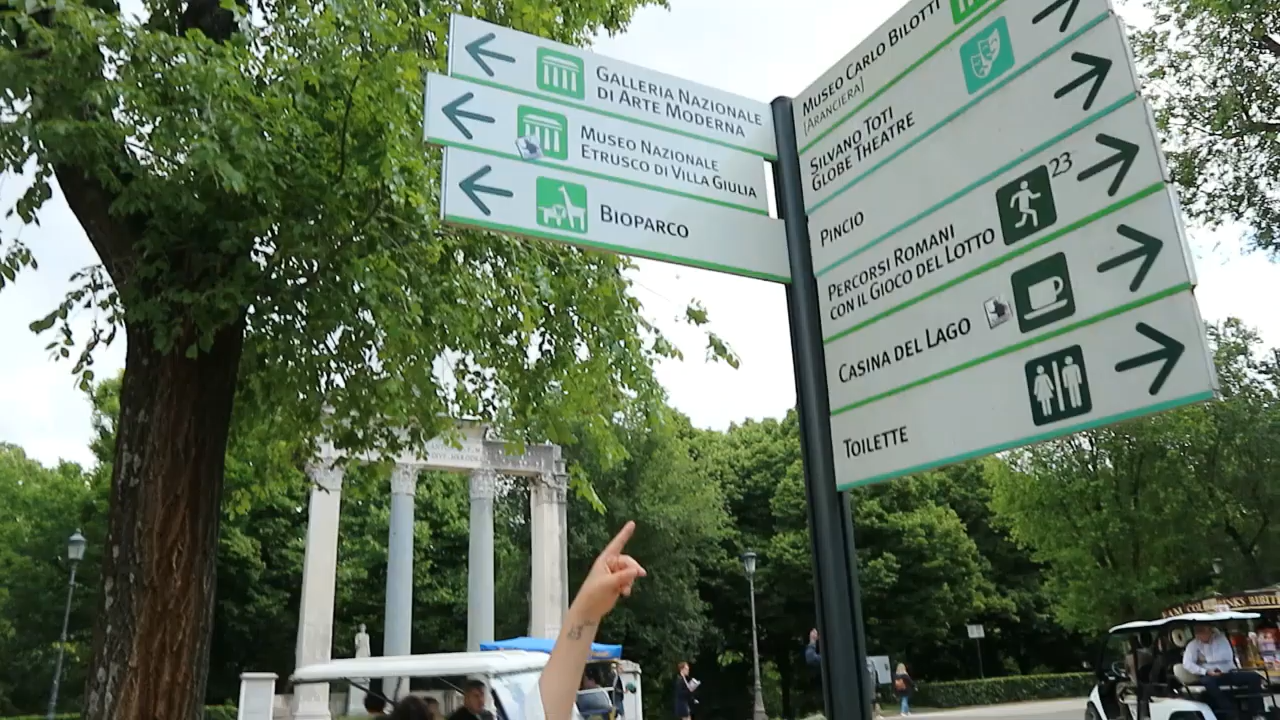 GALLERIA NAZIONALE
DI ARTE MODERNA
MUSEO NAZIONALE
ETRUSCO DI VILLA GIULIA
BIOPARCO
MUSEO CARLO BILOTTI
[ARANCIERA]
SILVANO TOTI
GLOBE THEATRE
PINCIO
PERCORSI ROMANI
CON IL GIOCO DEL LOTTO
23
CASINA DEL LAGO
TOILETTE